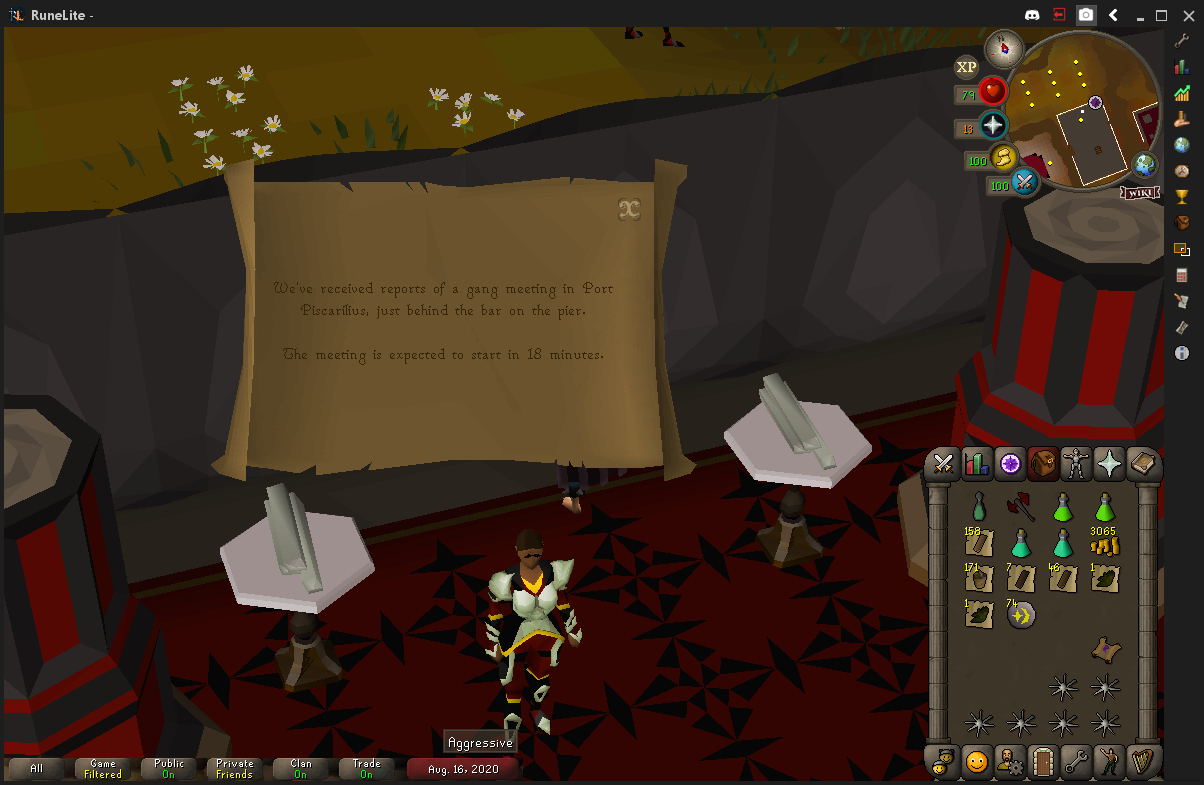 RuneLite -
XP
79
13
100
100
WIKI
We've received reports of a gang meeting in Port
Piscarilius, just behind the bar on the pier.
The meeting is expected to start in 18 minutes.
158
3065
171
7
46
1
1
74
Aggressive
All
Game
Filtered
Public
On
Private
Friends
Clan
On
Trade
On
Aug. 16, 2020